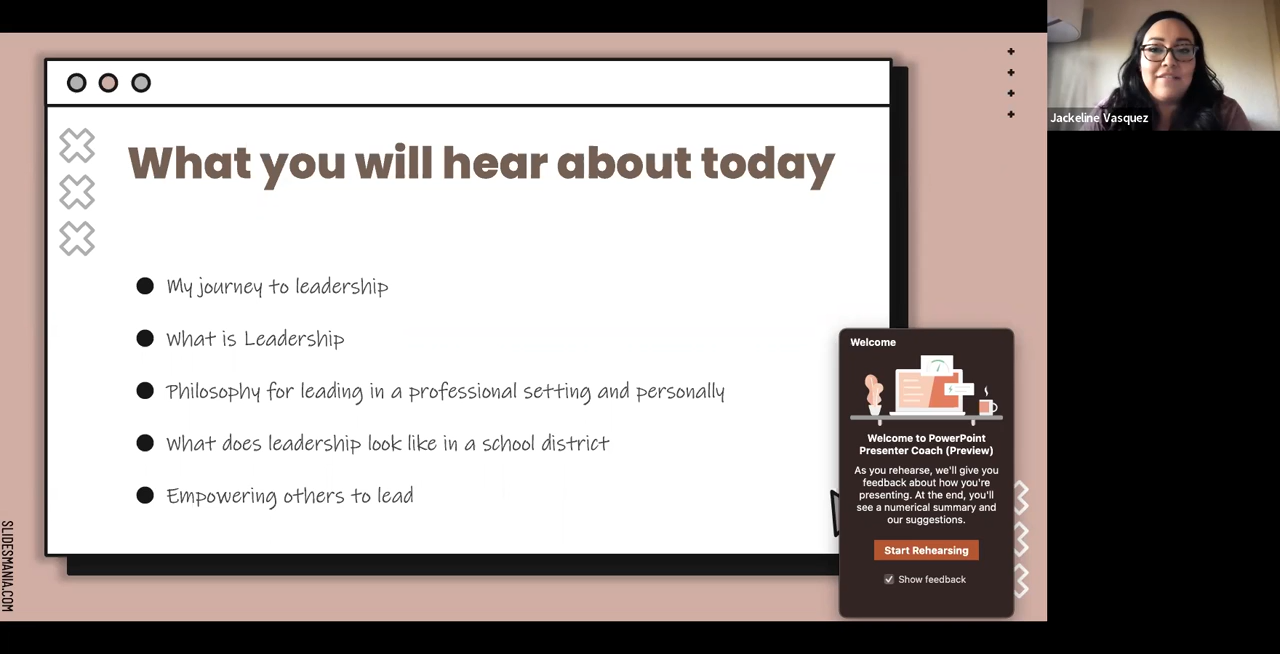 What you will hear about today
My journey to leadership
What is Leadership
Philosophy for leading in a professional setting and personally
What does leadership look like in a school district
Empowering others to lead
SLIDESMANIA.COM
Welcome
Welcome to PowerPoint
Presenter Coach (Preview)
As you rehearse, we'll give you
feedback about how you're
presenting. At the end, you'll
see a numerical summary and
our suggestions.
Start Rehearsing
Show feedback
Jackeline Vasquez